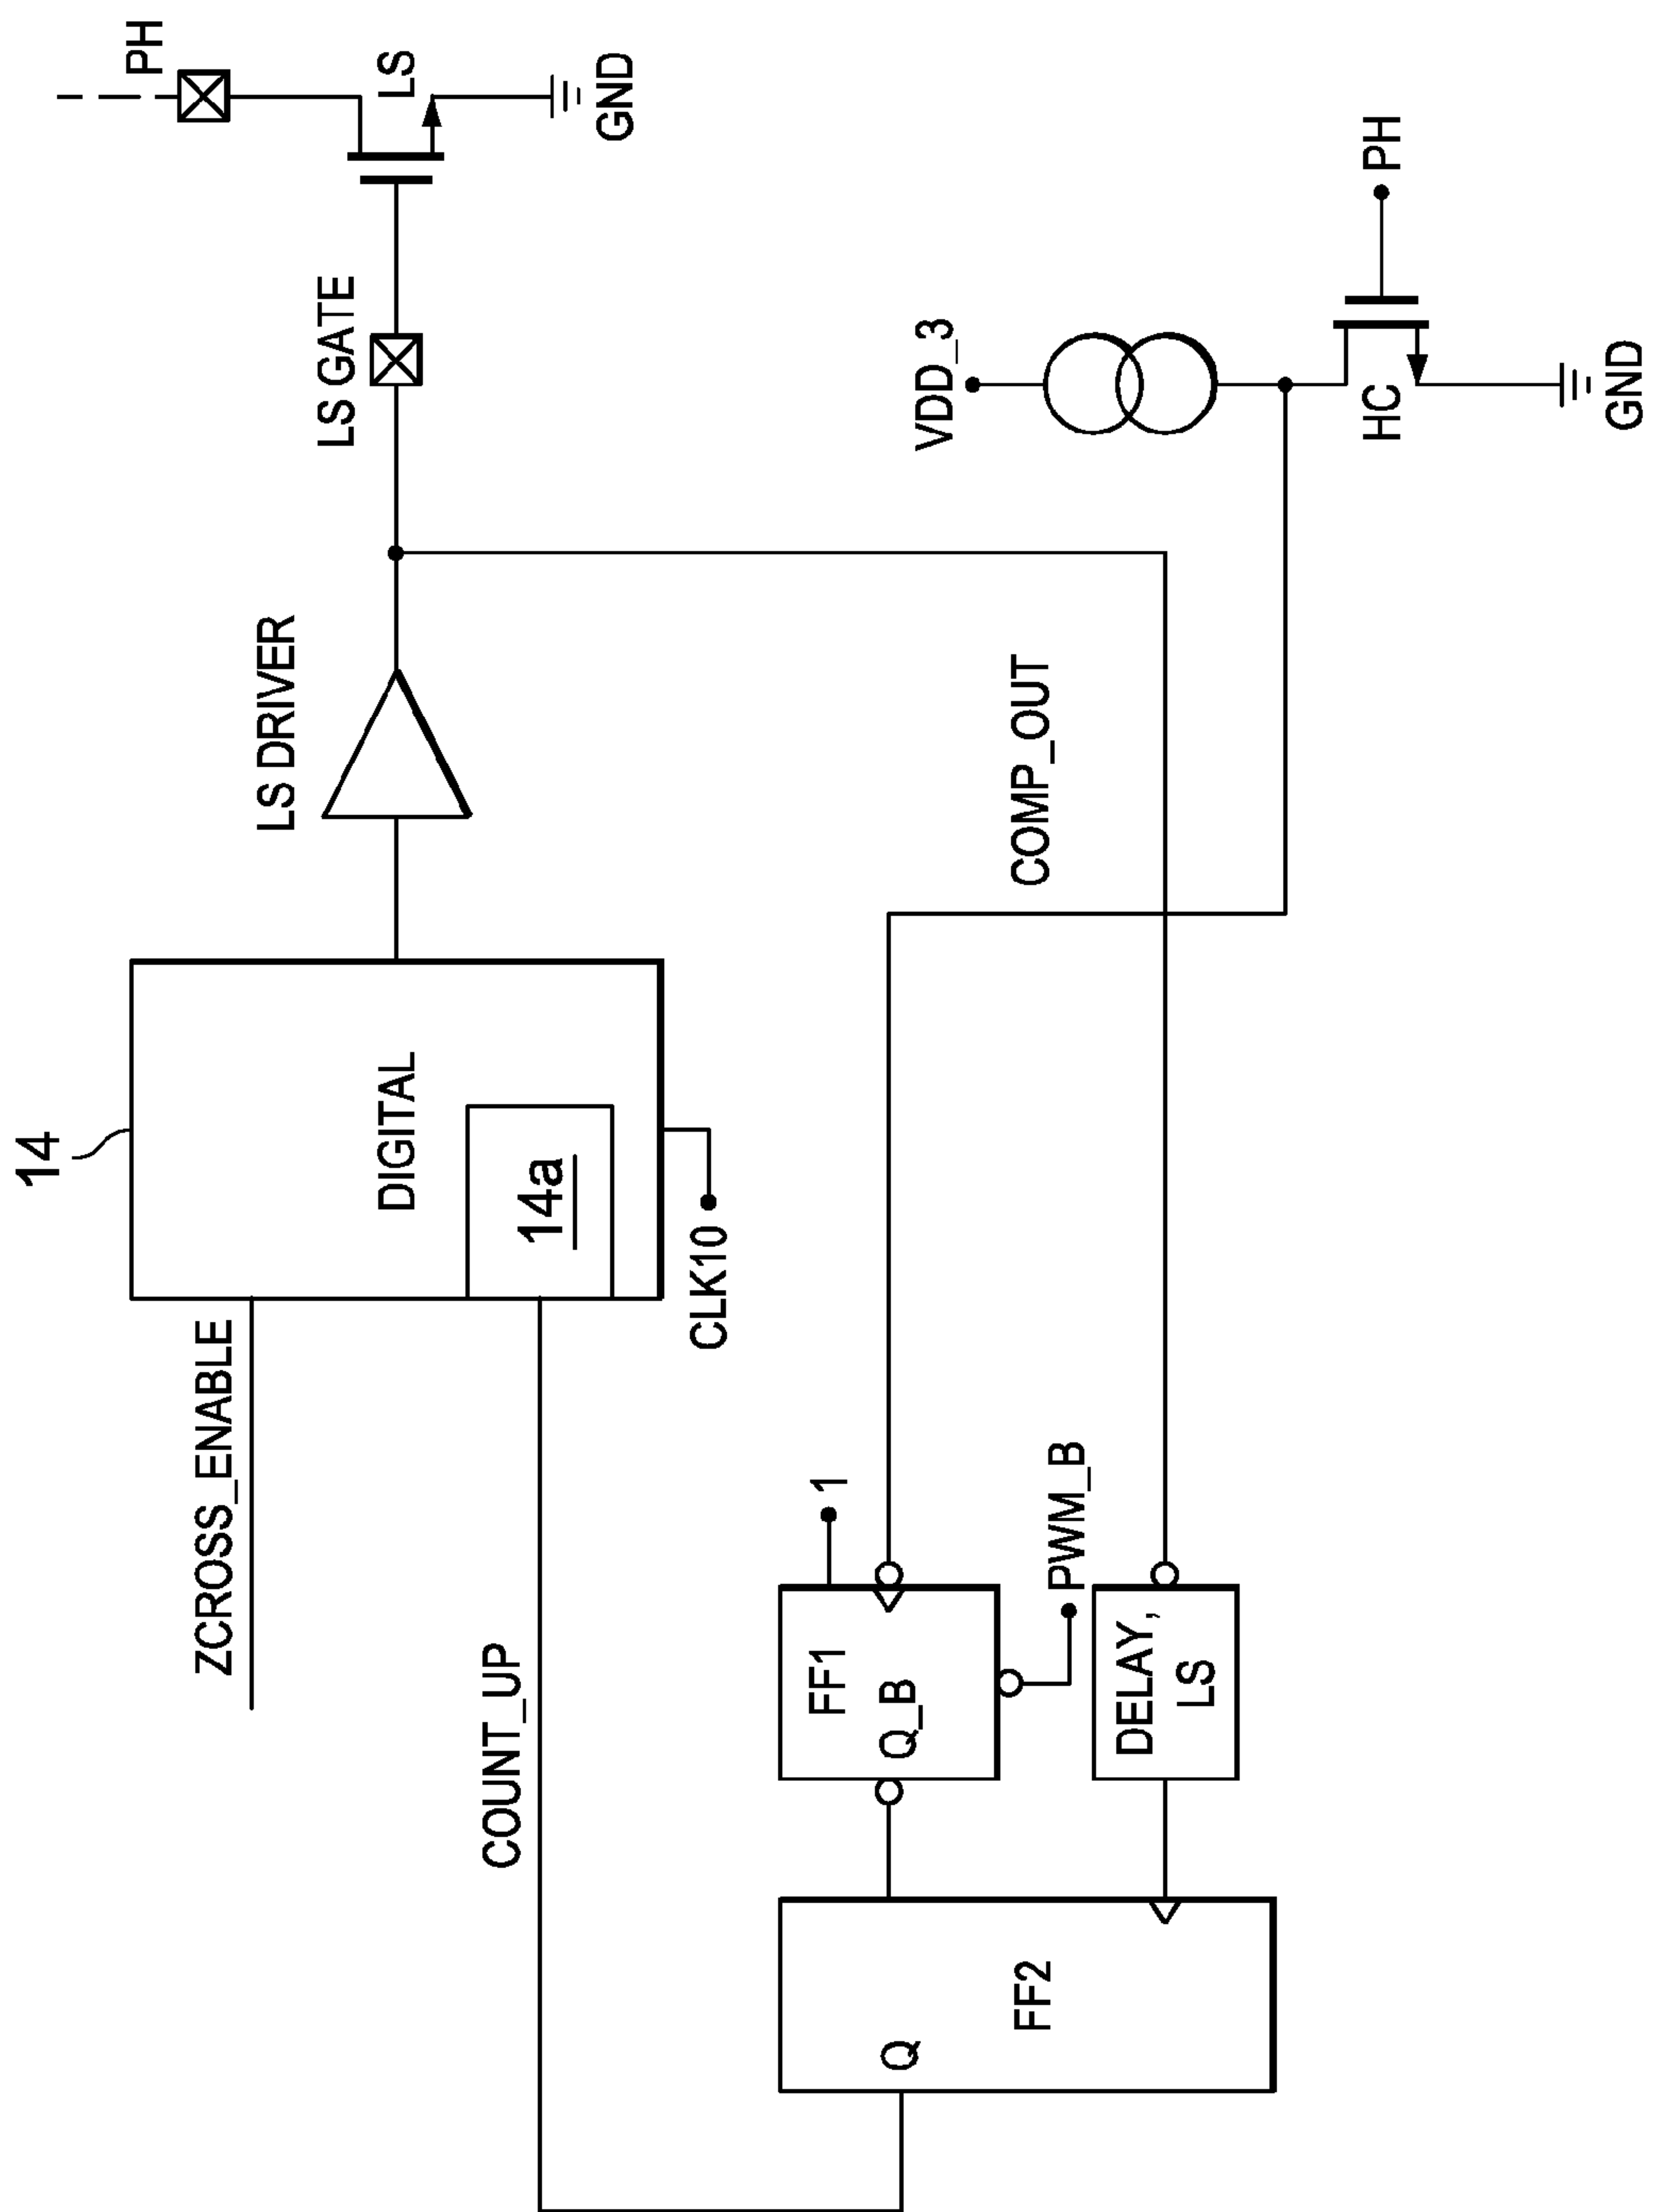 PH
LS
GND
LS GATE
LS DRIVER
14
DIGITAL
14a
CLK10
ZCROSS_ENABLE
COUNT_UP
VDD_3
PH
HC
GND
COMP_OUT
1
FF1
Q_B
PWM_B
DELAY,
LS
FF2
Q